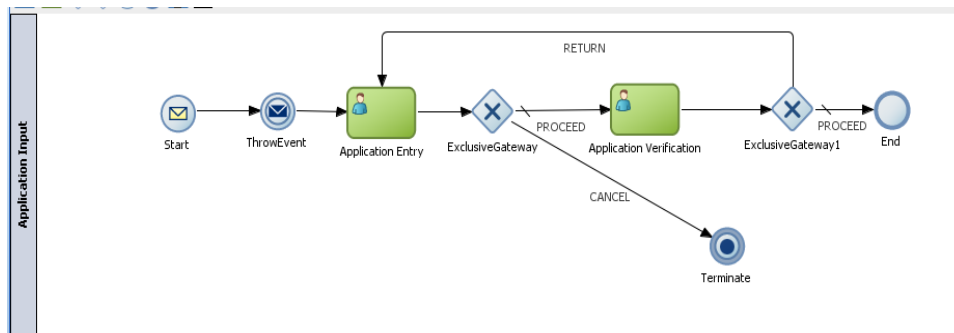 Application Input
RETURN
Start
ThrowEvent
Application Entry
ExclusiveGateway
PROCEED
Application Verification
ExclusiveGateway1
PROCEED
End
CANCEL
Terminate